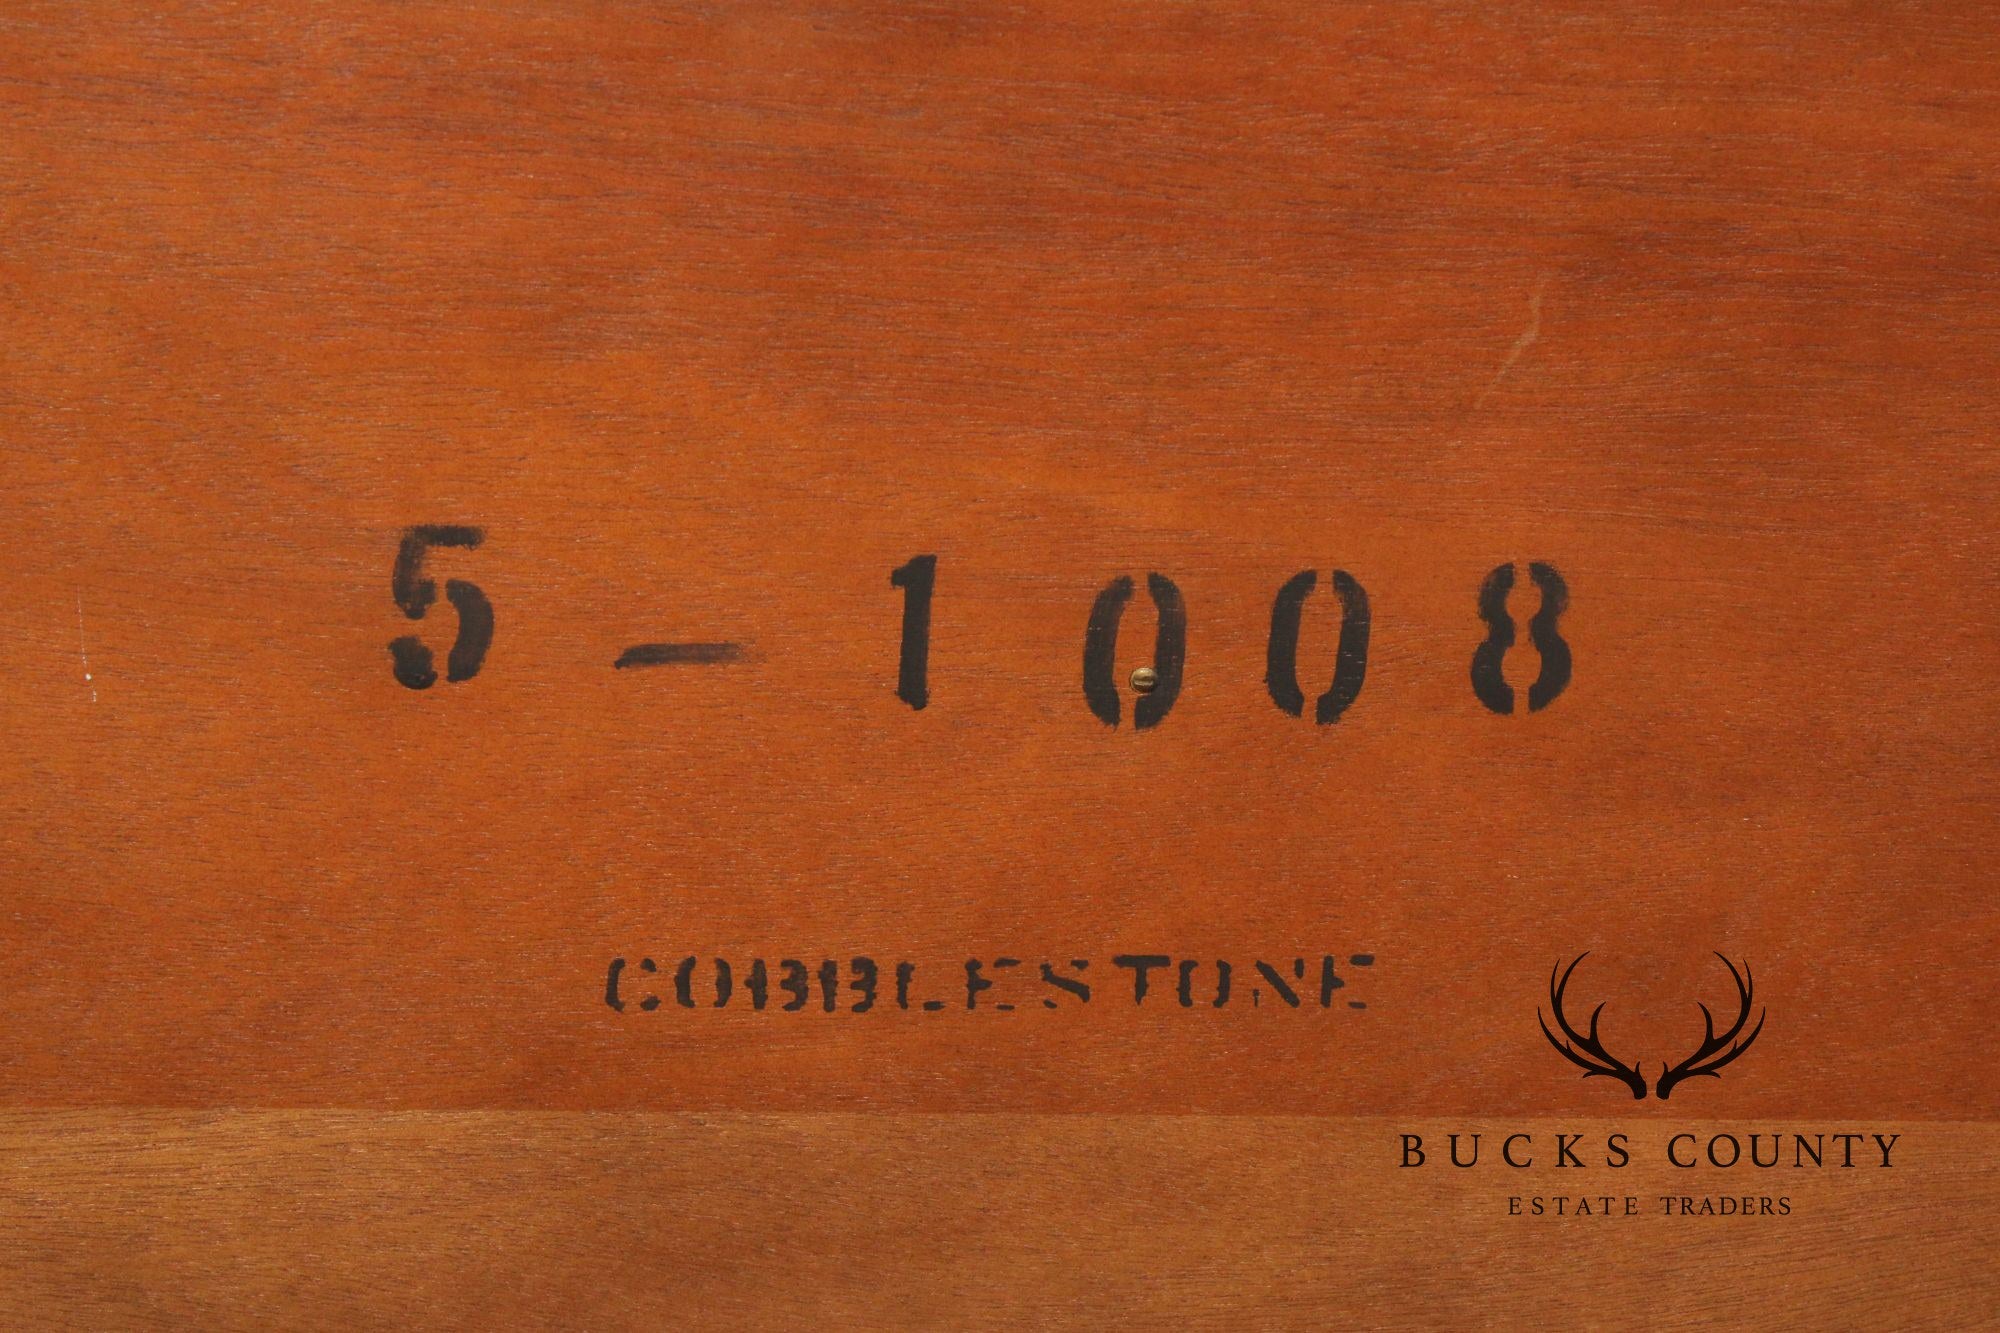 5-1008
COBBLESTONE
BUCKS COUNTY
ESTATE TRADERS